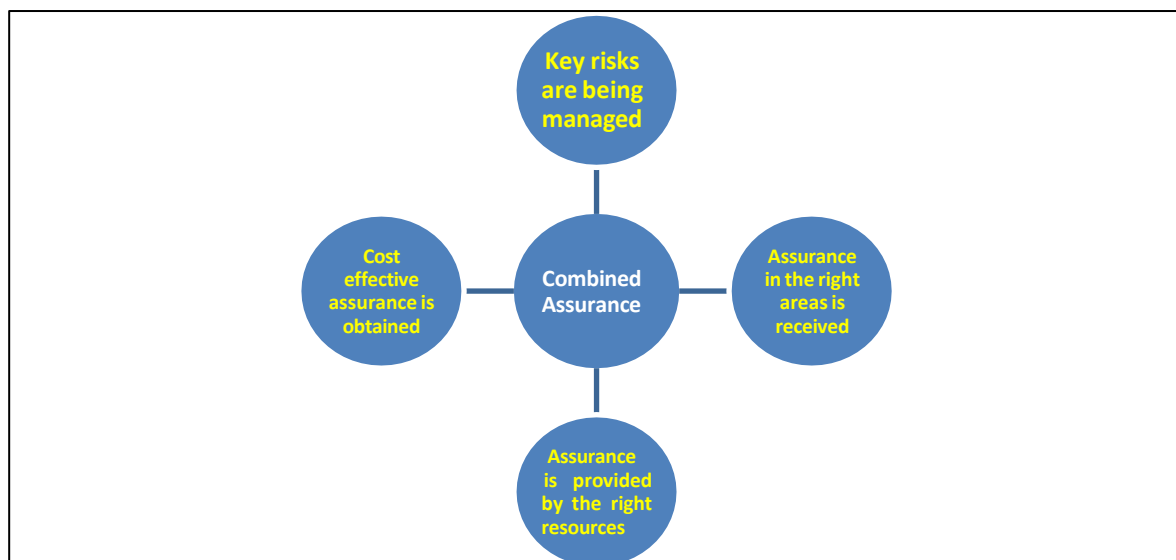 Key risks
are being
managed
Cost
effective
assurance is
obtained
Combined
Assurance
Assurance
in the right
areas is
received
Assurance
is provided
by the right
resources